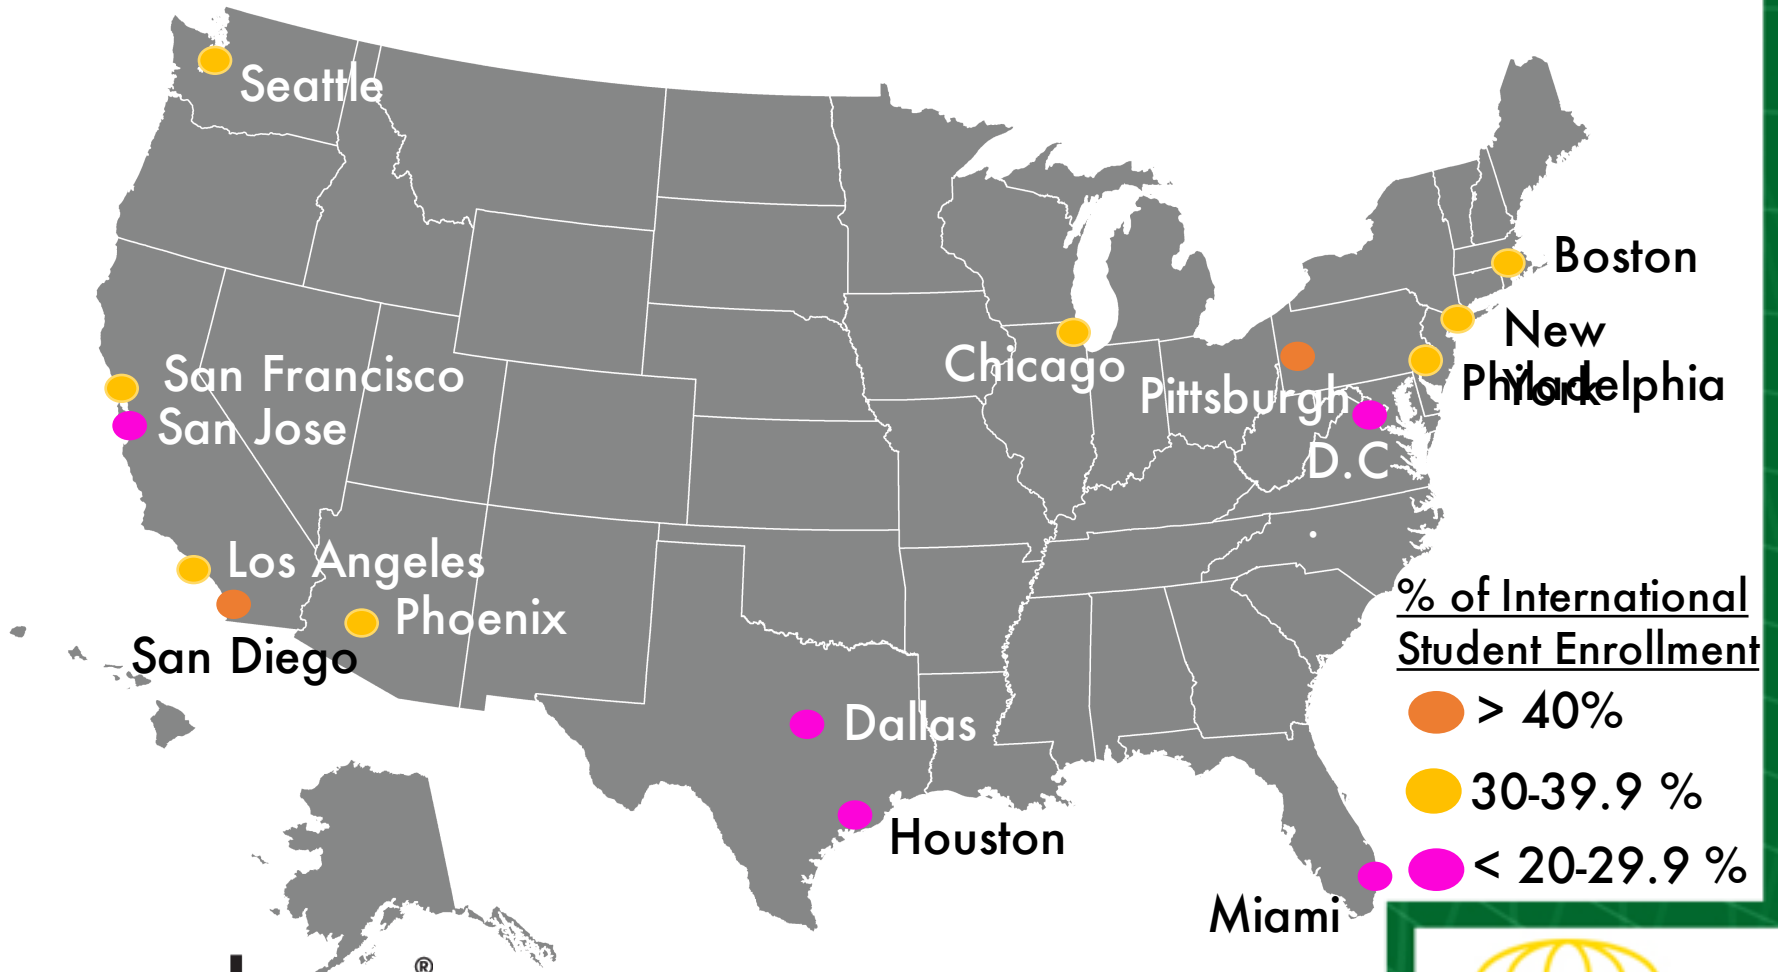 Seattle
Boston
New
York
Philadelphia
Chicago
Pittsburgh
D.C
San Francisco
San Jose
Los Angeles
Phoenix
San Diego
Dallas
Houston
Miami
% of International
Student Enrollment
> 40%
30-39.9 %
< 20-29.9 %
®